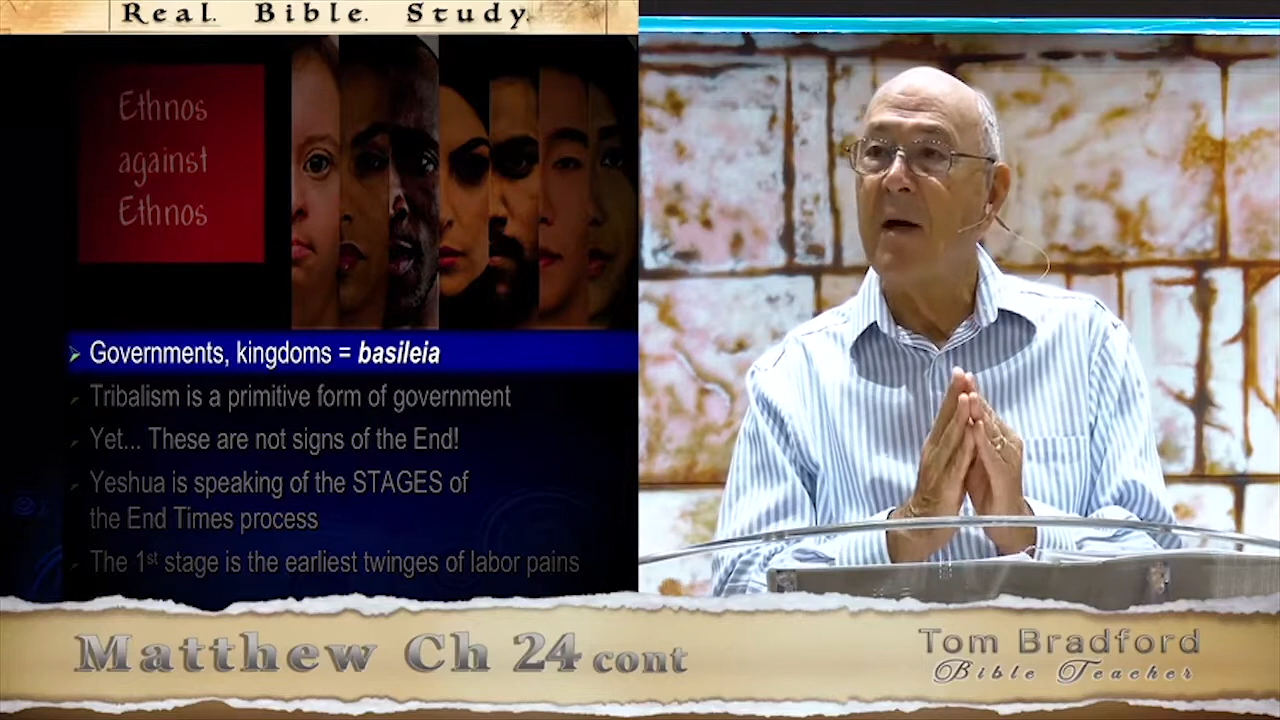 Real. Bible. Study.
Ethnos
against
Ethnos
Governments, kingdoms = basileia
Tribalism is a primitive form of government
Yet... These are not signs of the End!
Yeshua is speaking of the STAGES of
the End Times process
The 1st stage is the earliest twinges of labor pains
Matthew Ch 24 cont
Tom Bradford
Bible Teacher